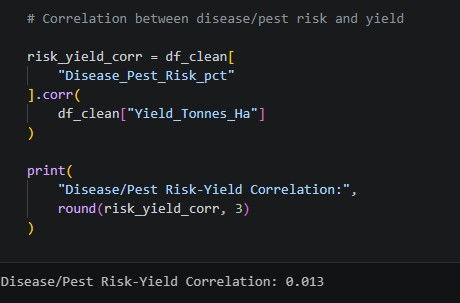 # Correlation between disease/pest risk and yield
risk_yield_corr = df_clean[
"Disease_Pest_Risk_pct"
].corr(
df_clean["Yield_Tonnes_Ha"]
)
print(
"Disease/Pest Risk-Yield Correlation:",
round(risk_yield_corr, 3)
)
Disease/Pest Risk-Yield Correlation: 0.013